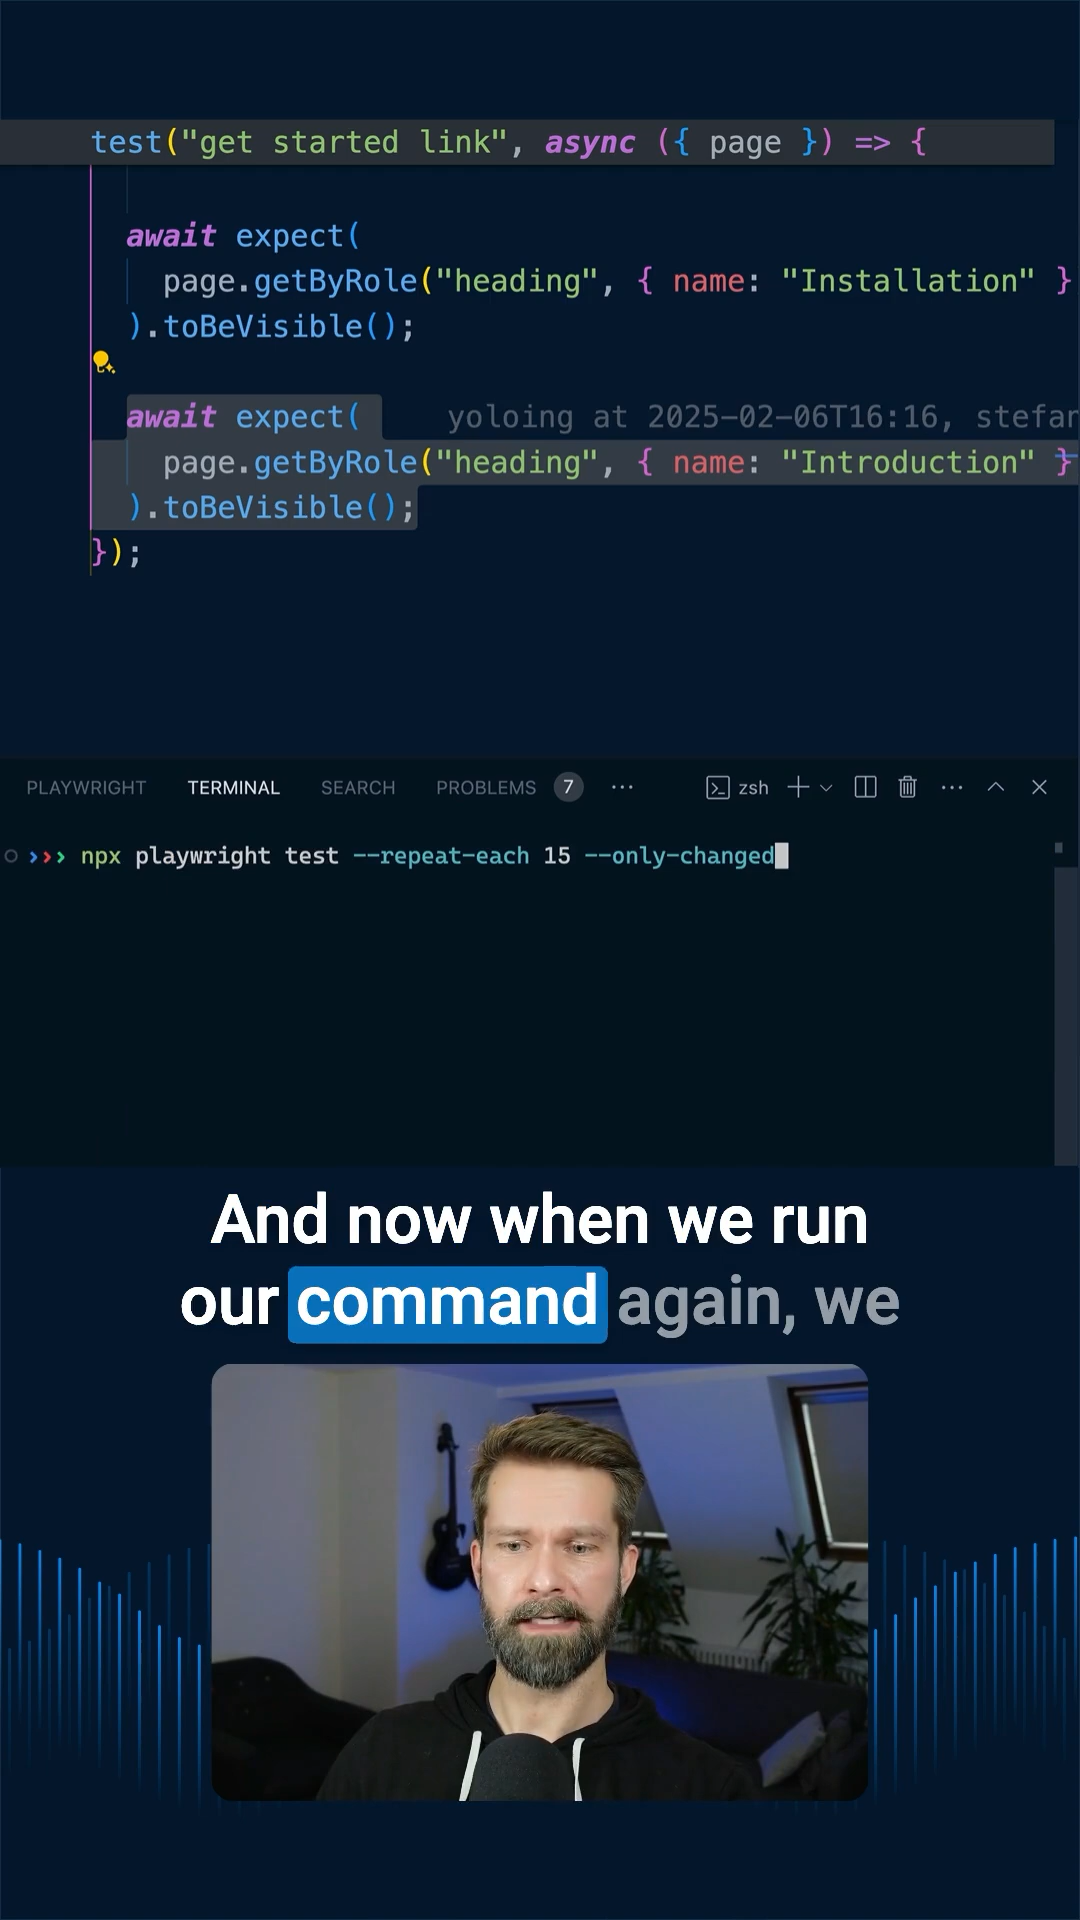 test("get started link", async ({ page }) => {
await expect(
page.getByRole("heading", { name: "Installation" }
).toBeVisible();
await expect( yoloing at 2025-02-06T16:16, stefan
page.getByRole("heading", { name: "Introduction" }
).toBeVisible();
});
PLAYWRIGHT TERMINAL SEARCH PROBLEMS 7 ··· zsh ···
npx playwright test --repeat-each 15 --only-changed
And now when we run
our command again, we